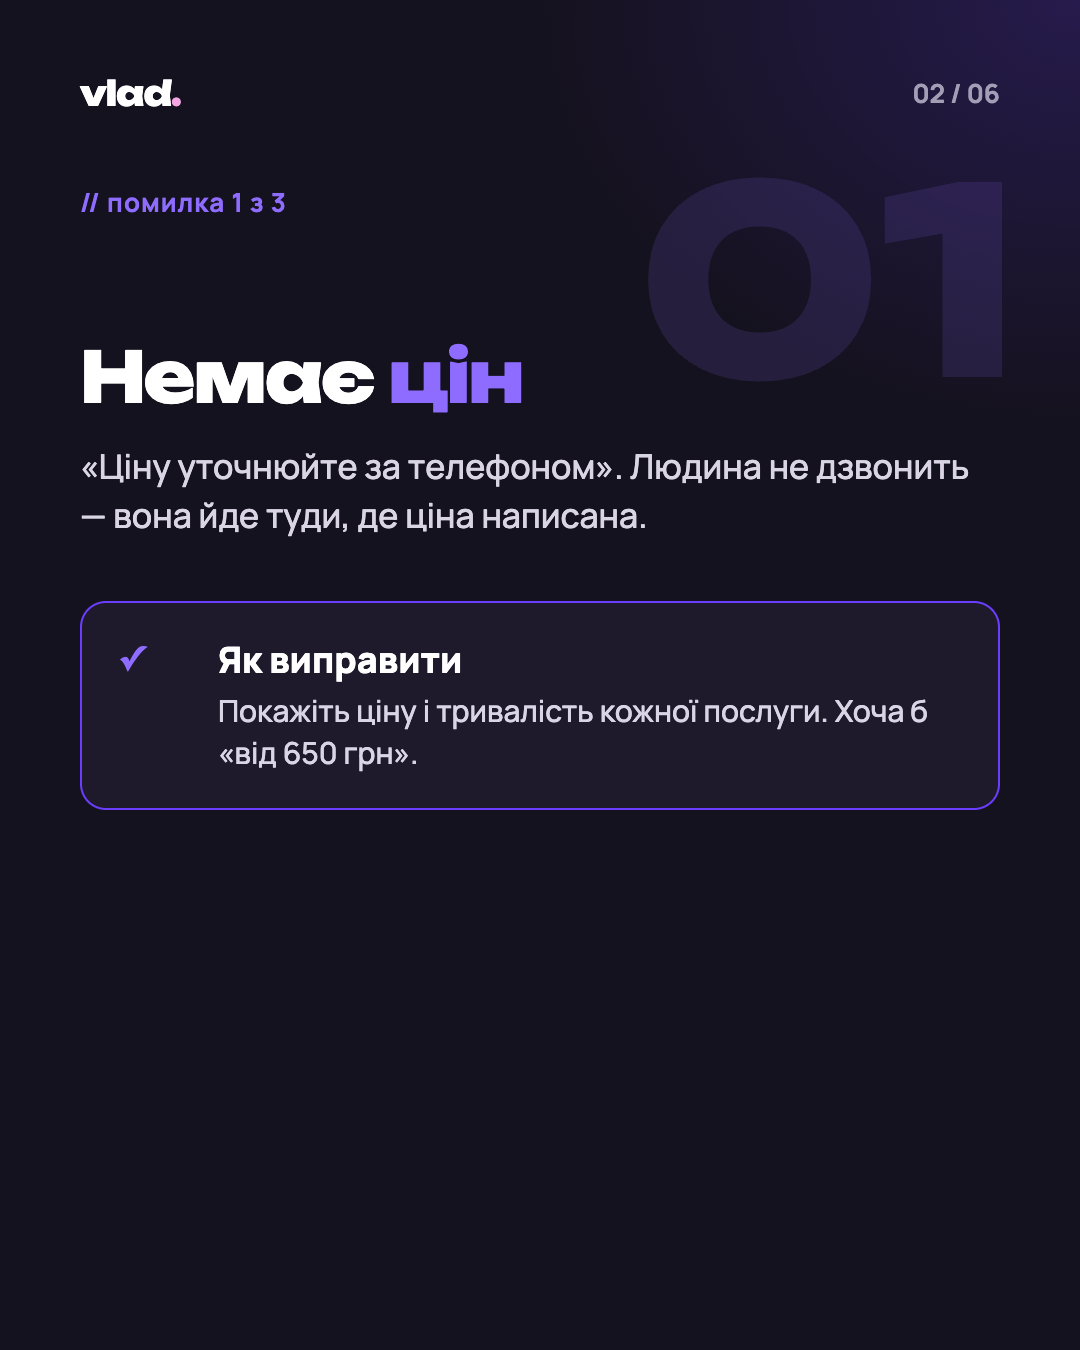 vlad.
02 / 06
// помилка 1 з 3
01
Немає цін
«Ціну уточнюйте за телефоном». Людина не дзвонить
— вона йде туди, де ціна написана.
✓ Як виправити
Покажіть ціну і тривалість кожної послуги. Хоча б
«від 650 грн».